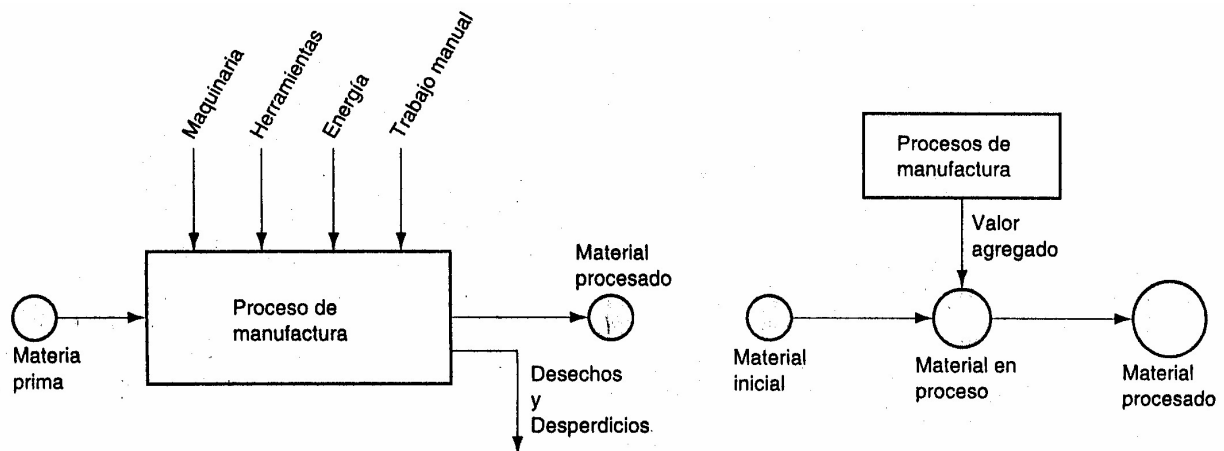 Maquinaria
Herramientas
Energía
Trabajo manual
Proceso de
manufactura
Materia
prima
Material
procesado
Desechos
y
Desperdicios.
Procesos de
manufactura
Valor
agregado
Material
inicial
Material en
proceso
Material
procesado